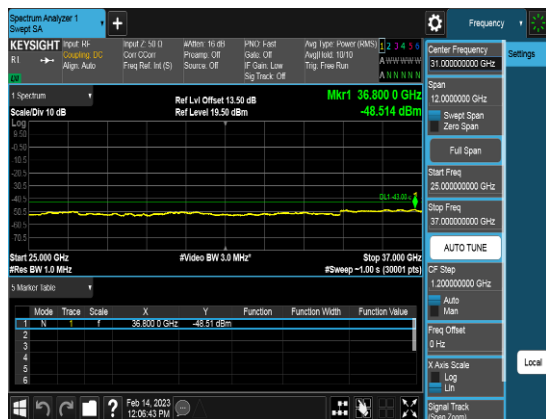 Spectrum Analyzer 1
Swept SA
Frequency
KEYSIGHT
Input: RF
Coupling: DC
Align: Auto
Input Z: 50 Ω
Corr CCorr
Freq Ref: Int (S)
#Atten: 16 dB
Preamp: Off
Source: Off
PNO: Fast
Gate: Off
IF Gain: Low
Sig Track: Off
Avg Type: Power (RMS)
Avg|Hold: 10/10
Trig: Free Run
1 2 3 4 5 6
A W W W W W
A N N N N N
1 Spectrum
Scale/Div 10 dB
Ref Lvl Offset 13.50 dB
Ref Level 19.50 dBm
Mkr1 36.800 0 GHz
-48.514 dBm
Log
9.50
-0.50
-10.5
-20.5
-30.5
-40.5
-50.5
-60.5
-70.5
Start 25.000 GHz
#Res BW 1.0 MHz
#Video BW 3.0 MHz*
Stop 37.000 GHz
#Sweep ~1.00 s (30001 pts)
5 Marker Table
Mode Trace Scale X Y Function Function Width Function Value
1 N 1 f 36.800 0 GHz -48.51 dBm
2
3
4
5
6
Feb 14, 2023
12:06:43 PM
Center Frequency
31.000000000 GHz
Span
12.0000000 GHz
Swept Span
Zero Span
Full Span
Start Freq
25.000000000 GHz
Stop Freq
37.000000000 GHz
AUTO TUNE
CF Step
1.200000000 GHz
Auto
Man
Freq Offset
0 Hz
X Axis Scale
Log
Lin
Signal Track
(Span Zoom)
Settings
Local